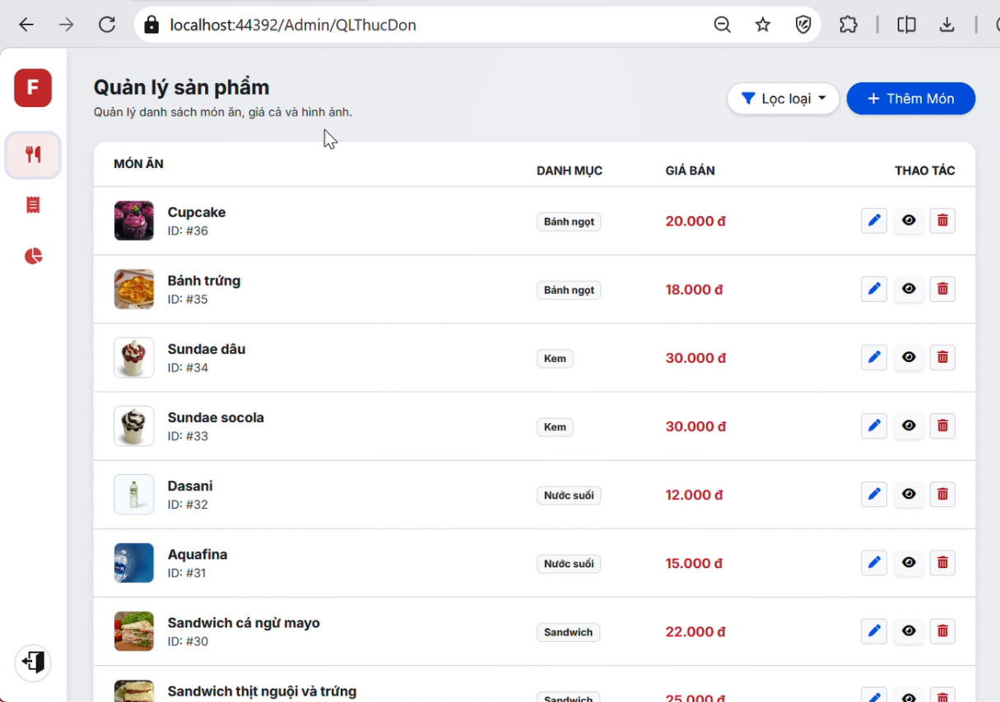 localhost:44392/Admin/QLThucDon
F
Quản lý sản phẩm
Quản lý danh sách món ăn, giá cả và hình ảnh.
Lọc loại
+ Thêm Món
MÓN ĂN DANH MỤC GIÁ BÁN THAO TÁC
Cupcake
ID: #36
Bánh ngọt
20.000 đ
Bánh trứng
ID: #35
Bánh ngọt
18.000 đ
Sundae dâu
ID: #34
Kem
30.000 đ
Sundae socola
ID: #33
Kem
30.000 đ
Dasani
ID: #32
Nước suối
12.000 đ
Aquafina
ID: #31
Nước suối
15.000 đ
Sandwich cá ngừ mayo
ID: #30
Sandwich
22.000 đ
Sandwich thịt nguội và trứng
Sandwich
25.000 đ